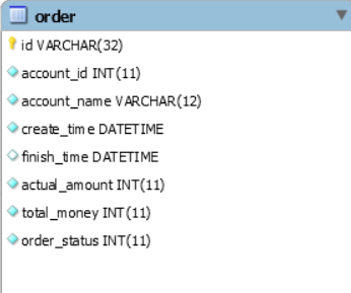 order
id VARCHAR(32)
account_id INT(11)
account_name VARCHAR(12)
create_time DATETIME
finish_time DATETIME
actual_amount INT(11)
total_money INT(11)
order_status INT(11)